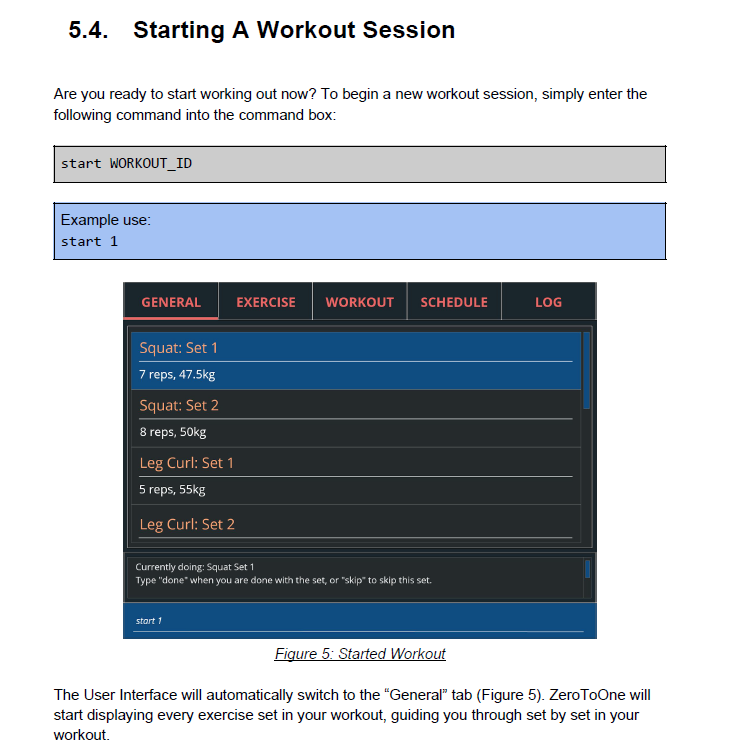 5.4. Starting A Workout Session
Are you ready to start working out now? To begin a new workout session, simply enter the
following command into the command box:
start WORKOUT_ID
Example use:
start 1
GENERAL EXERCISE WORKOUT SCHEDULE LOG
Squat: Set 1
7 reps, 47.5kg
Squat: Set 2
8 reps, 50kg
Leg Curl: Set 1
5 reps, 55kg
Leg Curl: Set 2
Currently doing: Squat Set 1
Type "done" when you are done with the set, or "skip" to skip this set.
start 1
Figure 5: Started Workout
The User Interface will automatically switch to the “General” tab (Figure 5). ZeroToOne will
start displaying every exercise set in your workout, guiding you through set by set in your
workout.